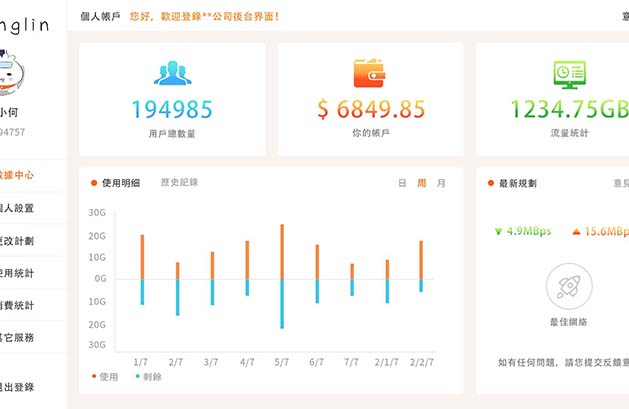 nglin
小何
94757
數據中心
個人設置
更改計劃
使用統計
消費統計
其它服務
退出登錄
個人帳戶 您好，歡迎登錄**公司後台界面！
意
194985
用戶總數量
$ 6849.85
你的帳戶
1234.75GB
流量統計
使用明細 歷史記錄 日 周 月
30G
20G
10G
0G
10G
20G
30G
1/7 2/7 3/7 4/7 5/7 6/7 7/7 2/1/7 2/2/7
使用 剩餘
最新規劃 意見
4.9MBps 15.6MBps
最佳網絡
如有任何問題，請您提交反饋意